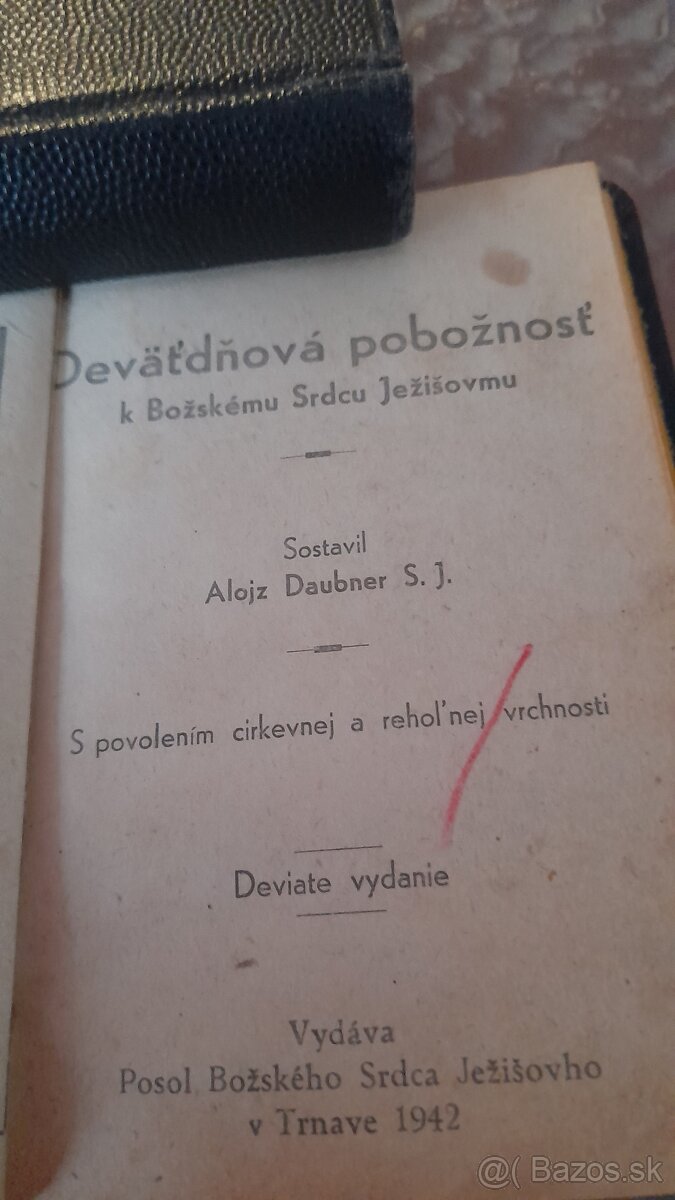 Deväťdňová pobožnosť
k Božskému Srdcu Ježišovmu
Sostavil
Alojz Daubner S. J.
S povolením cirkevnej a rehoľnej vrchnosti
Deviate vydanie
Vydáva
Posol Božského Srdca Ježišovho
v Trnave 1942
@( Bazos.sk